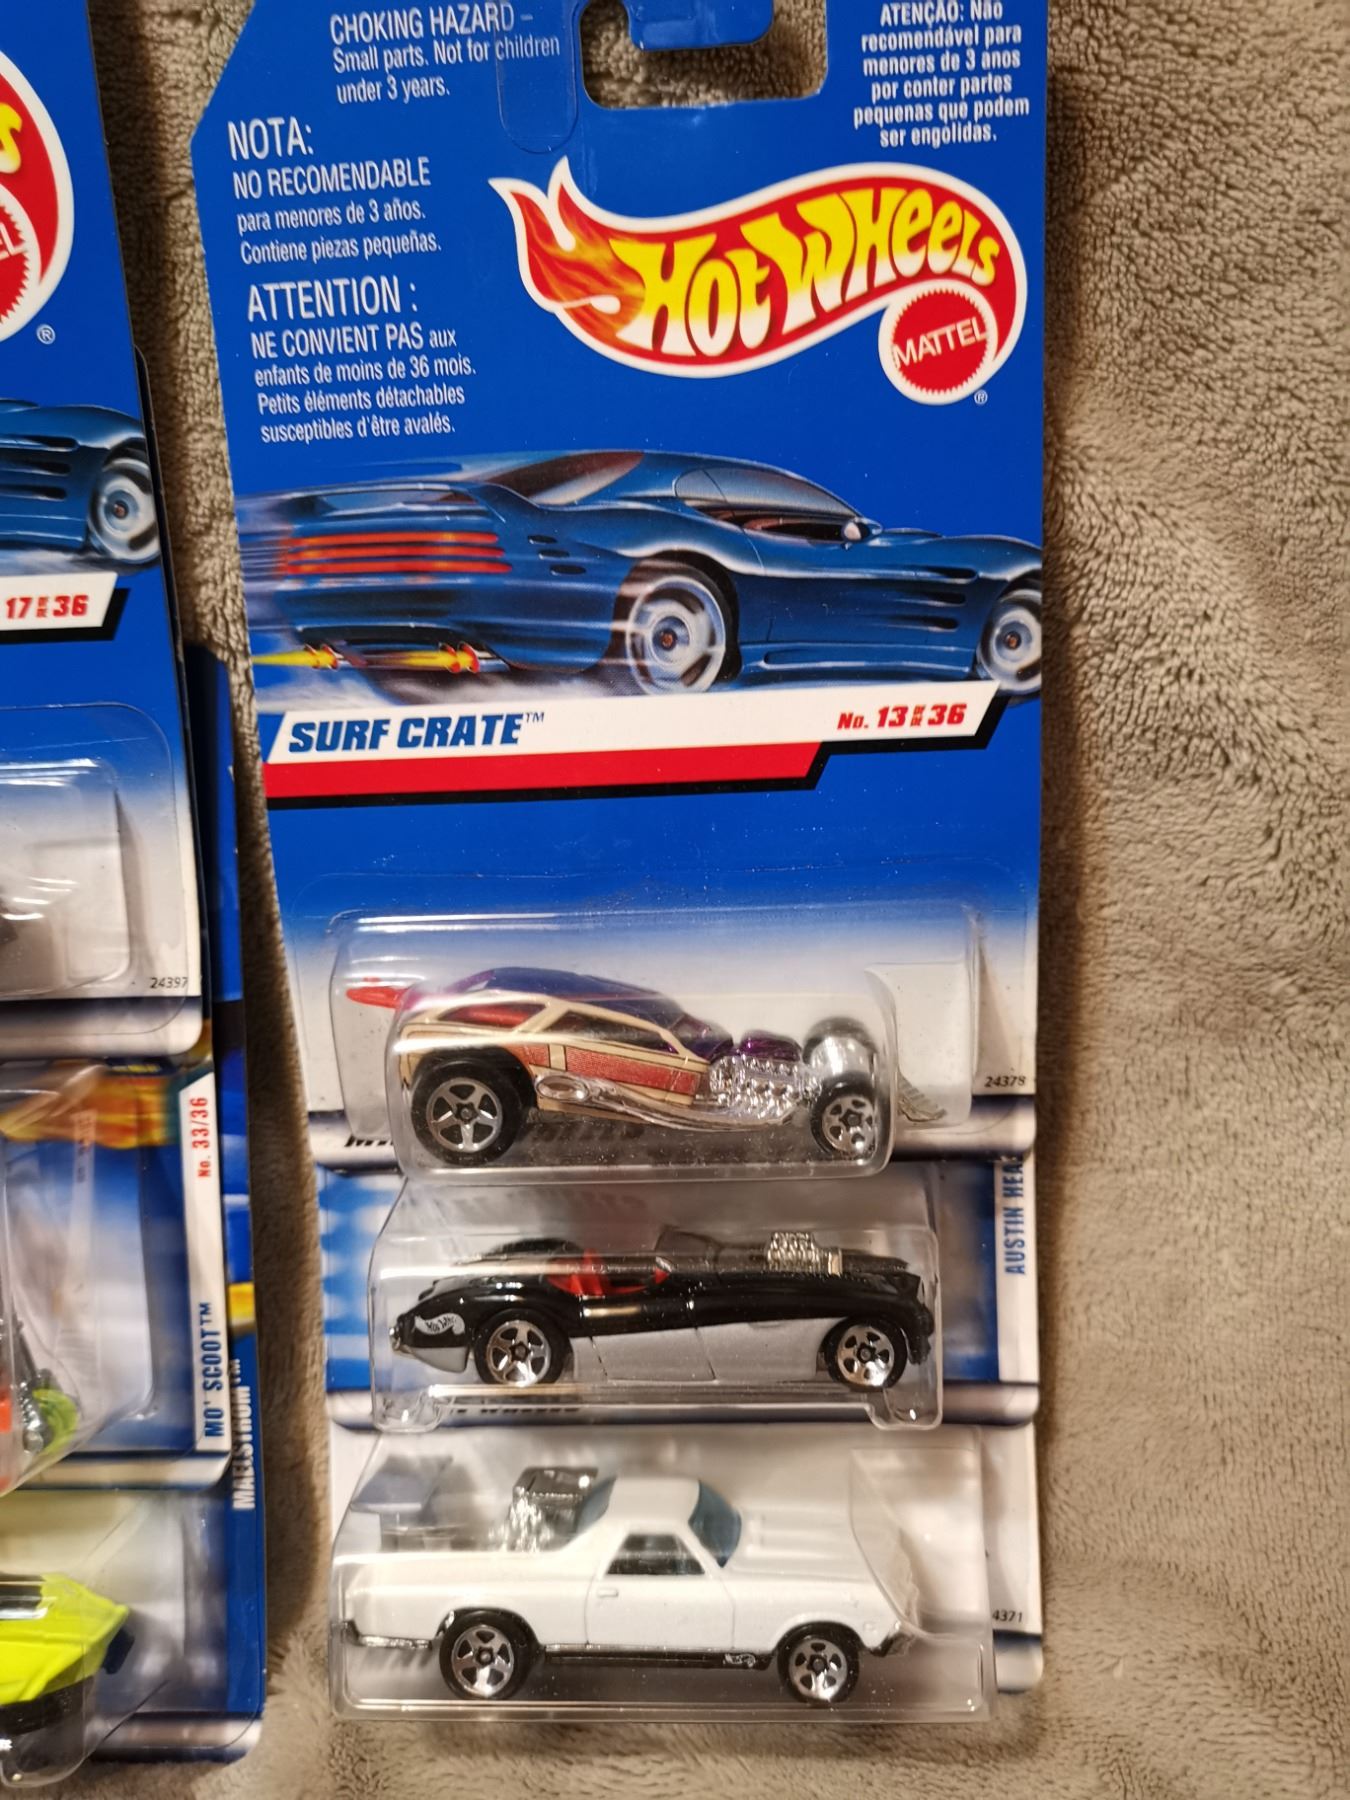 CHOKING HAZARD –
Small parts. Not for children
under 3 years.
NOTA:
NO RECOMENDABLE
para menores de 3 años.
Contiene piezas pequeñas.
ATTENTION :
NE CONVIENT PAS aux
enfants de moins de 36 mois.
Petits éléments détachables
susceptibles d'être avalés.
ATENÇÃO: Não
recomendável para
menores de 3 anos
por conter partes
pequenas que podem
ser engolidas.
HOT WHEELS
MATTEL
®
®
17 36
SURF CRATE™
No. 13 36
24397
24378
No. 33/36
MO' SCOOT™
MAELSTROM™
AUSTIN HEA
4371